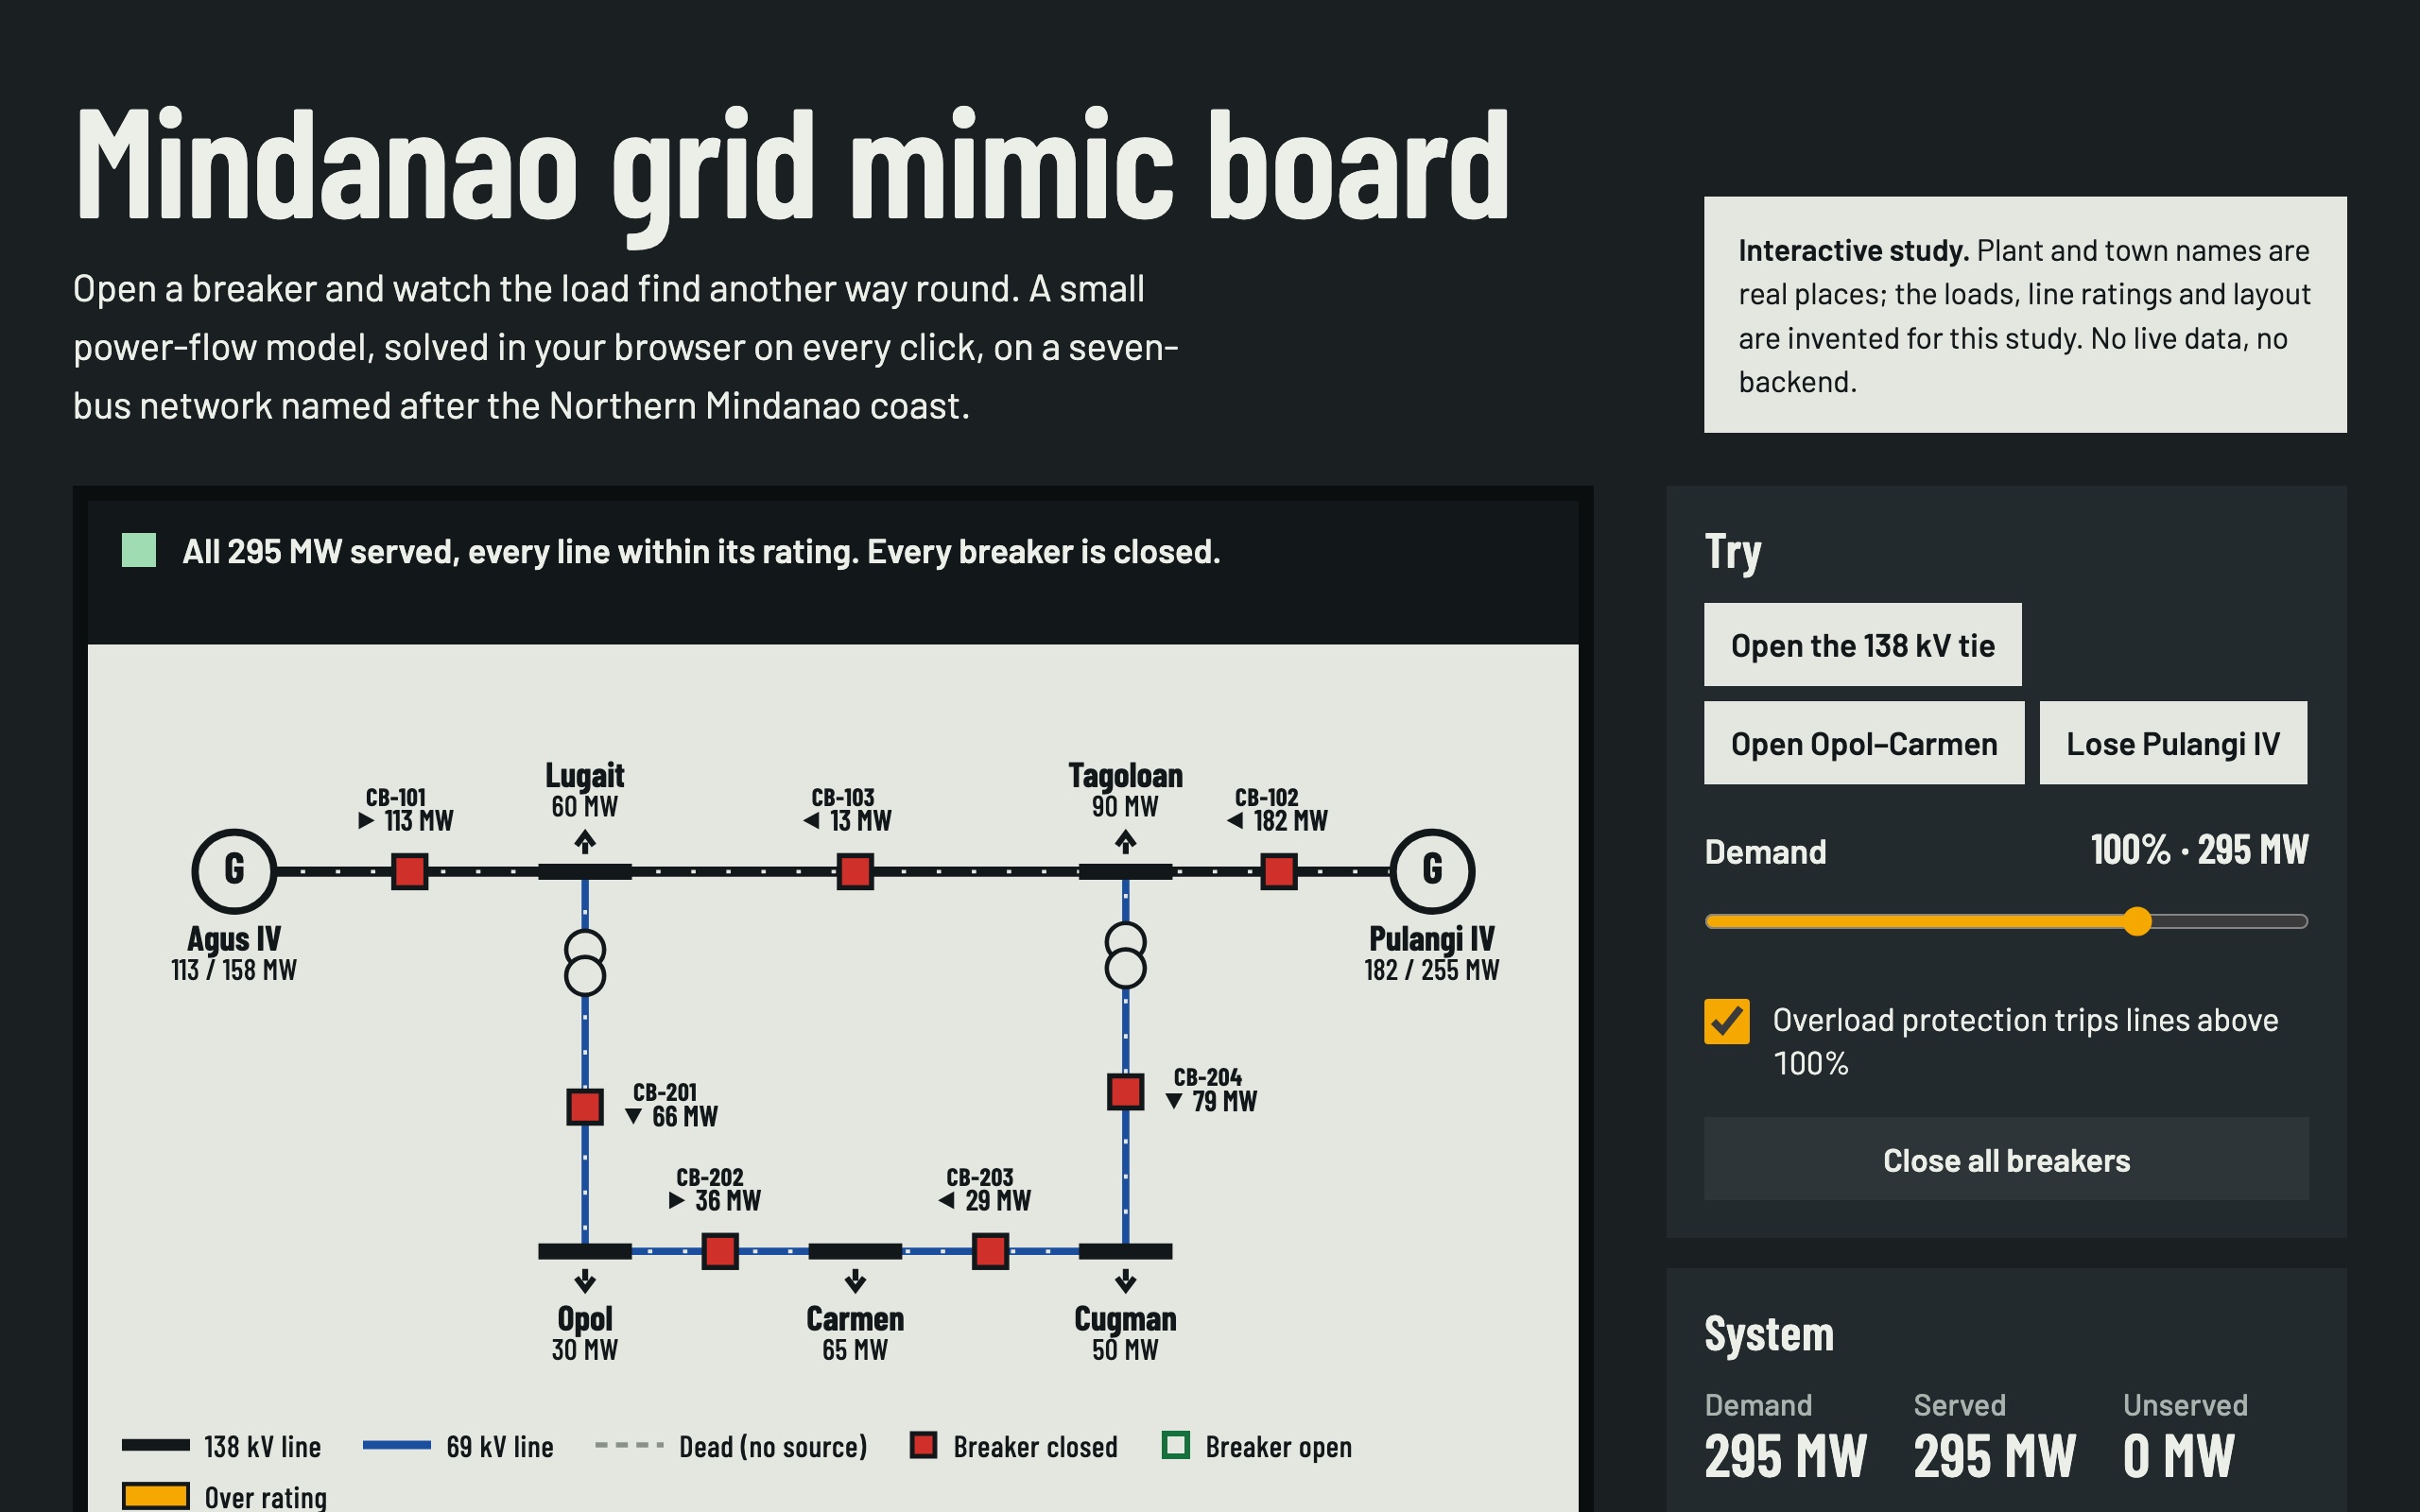 Mindanao grid mimic board
Open a breaker and watch the load find another way round. A small
power-flow model, solved in your browser on every click, on a seven-
bus network named after the Northern Mindanao coast.
Interactive study. Plant and town names are
real places; the loads, line ratings and layout
are invented for this study. No live data, no
backend.
All 295 MW served, every line within its rating. Every breaker is closed.
Lugait
60 MW
Tagoloan
90 MW
CB-101
▶ 113 MW
CB-103
◀ 13 MW
CB-102
◀ 182 MW
G
G
Agus IV
113 / 158 MW
Pulangi IV
182 / 255 MW
CB-201
▼ 66 MW
CB-204
▼ 79 MW
CB-202
▶ 36 MW
CB-203
◀ 29 MW
Opol
30 MW
Carmen
65 MW
Cugman
50 MW
138 kV line
69 kV line
Dead (no source)
Breaker closed
Breaker open
Over rating
Try
Open the 138 kV tie
Open Opol–Carmen
Lose Pulangi IV
Demand
100% · 295 MW
Overload protection trips lines above
100%
Close all breakers
System
Demand
Served
Unserved
295 MW
295 MW
0 MW